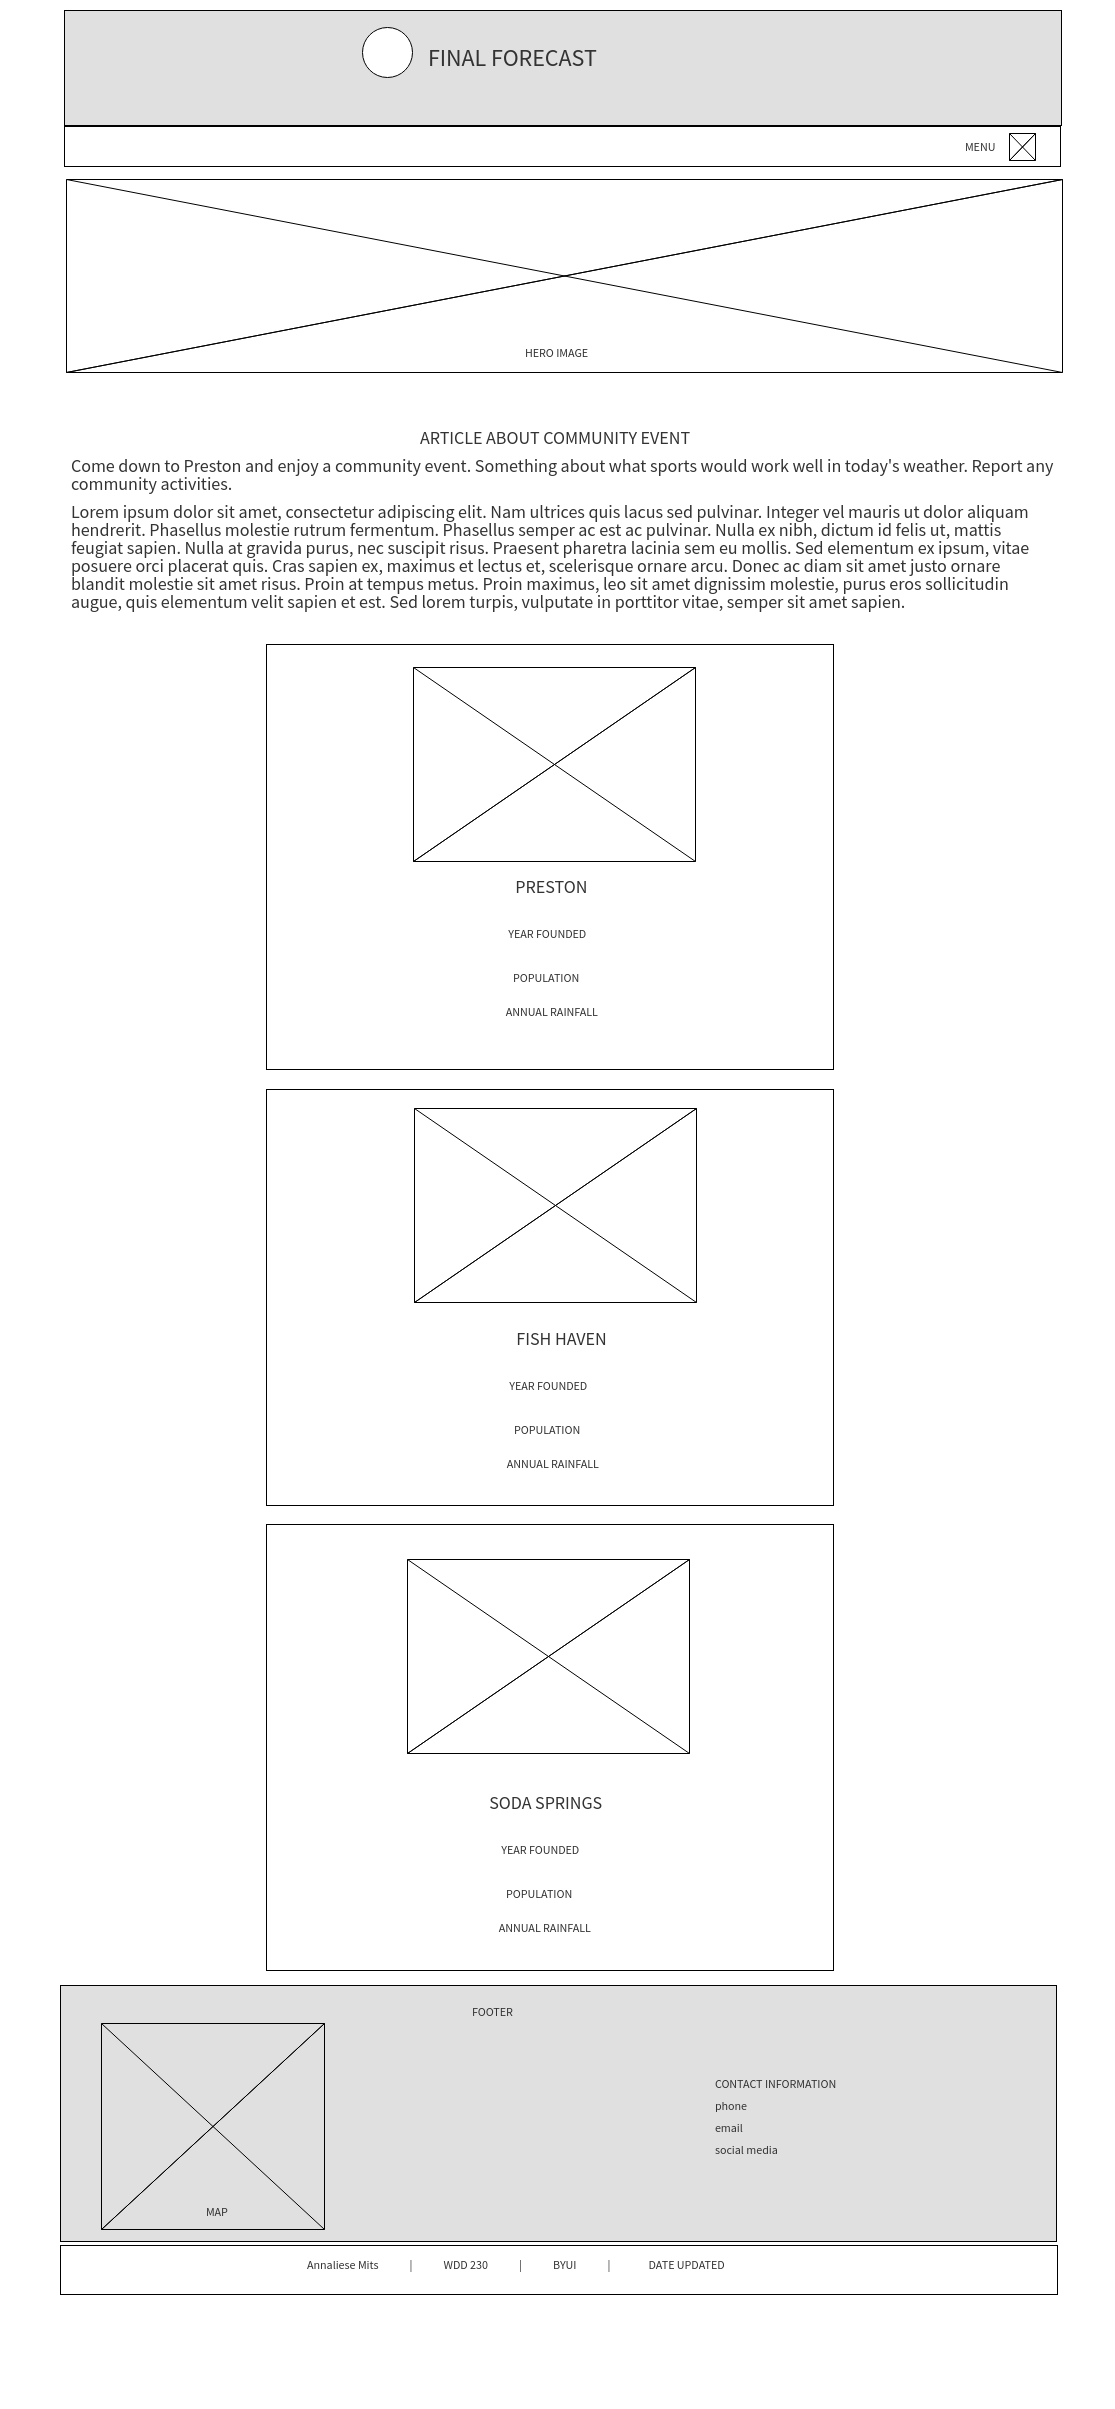 FINAL FORECAST
MENU
HERO IMAGE
ARTICLE ABOUT COMMUNITY EVENT
Come down to Preston and enjoy a community event. Something about what sports would work well in today's weather. Report any
community activities.
Lorem ipsum dolor sit amet, consectetur adipiscing elit. Nam ultrices quis lacus sed pulvinar. Integer vel mauris ut dolor aliquam
hendrerit. Phasellus molestie rutrum fermentum. Phasellus semper ac est ac pulvinar. Nulla ex nibh, dictum id felis ut, mattis
feugiat sapien. Nulla at gravida purus, nec suscipit risus. Praesent pharetra lacinia sem eu mollis. Sed elementum ex ipsum, vitae
posuere orci placerat quis. Cras sapien ex, maximus et lectus et, scelerisque ornare arcu. Donec ac diam sit amet justo ornare
blandit molestie sit amet risus. Proin at tempus metus. Proin maximus, leo sit amet dignissim molestie, purus eros sollicitudin
augue, quis elementum velit sapien et est. Sed lorem turpis, vulputate in porttitor vitae, semper sit amet sapien.
PRESTON
YEAR FOUNDED
POPULATION
ANNUAL RAINFALL
FISH HAVEN
YEAR FOUNDED
POPULATION
ANNUAL RAINFALL
SODA SPRINGS
YEAR FOUNDED
POPULATION
ANNUAL RAINFALL
FOOTER
MAP
CONTACT INFORMATION
phone
email
social media
Annaliese Mits | WDD 230 | BYUI | DATE UPDATED